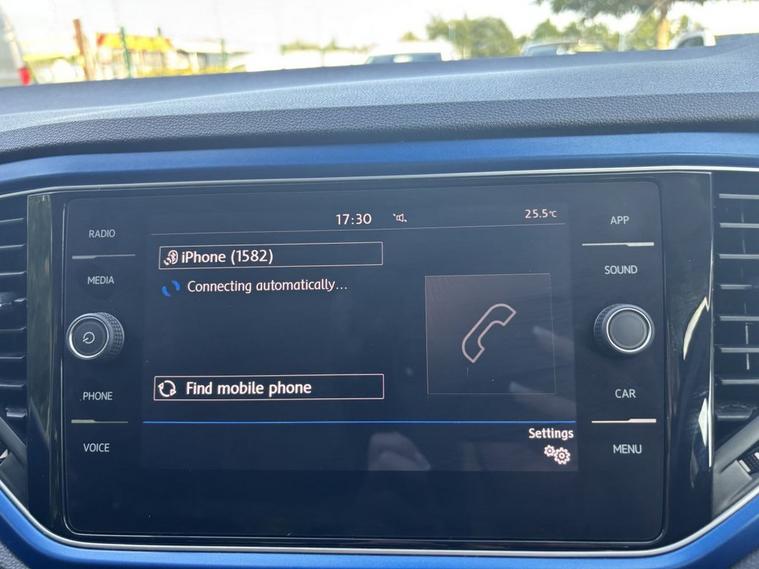 17:30
25.5°C
RADIO
MEDIA
PHONE
VOICE
iPhone (1582)
Connecting automatically...
Find mobile phone
Settings
APP
SOUND
CAR
MENU